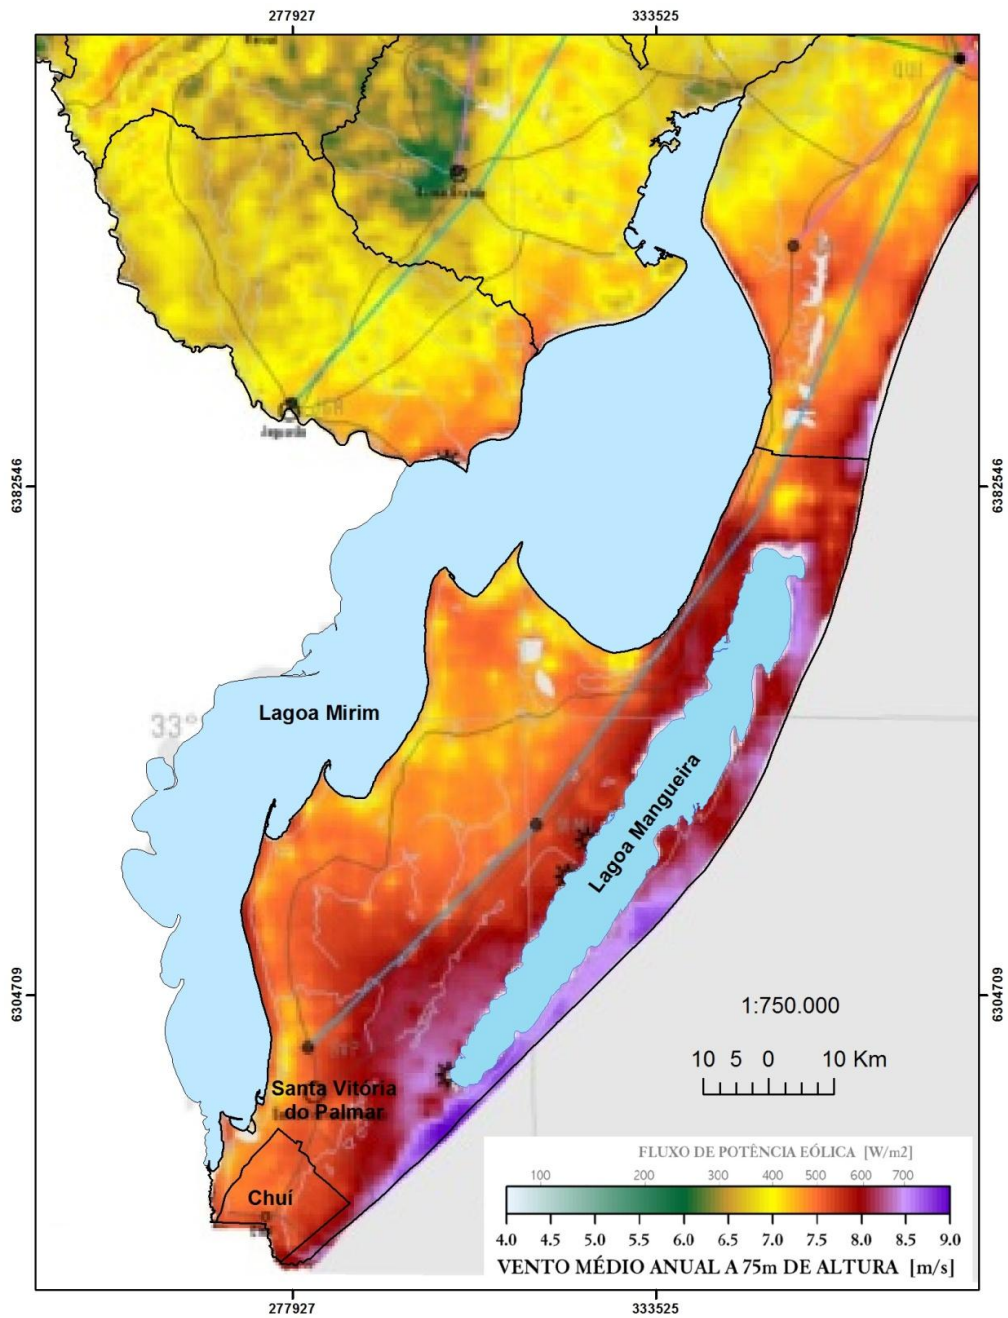 277927
333525
QUI
6382546
6382546
Lagoa Mirim
33°
Lagoa Mangueira
6304709
6304709
1:750.000
10 5 0 10 Km
Santa Vitória
do Palmar
Chuí
FLUXO DE POTÊNCIA EÓLICA [W/m2]
100 200 300 400 500 600 700
4.0 4.5 5.0 5.5 6.0 6.5 7.0 7.5 8.0 8.5 9.0
VENTO MÉDIO ANUAL A 75m DE ALTURA [m/s]
277927
333525